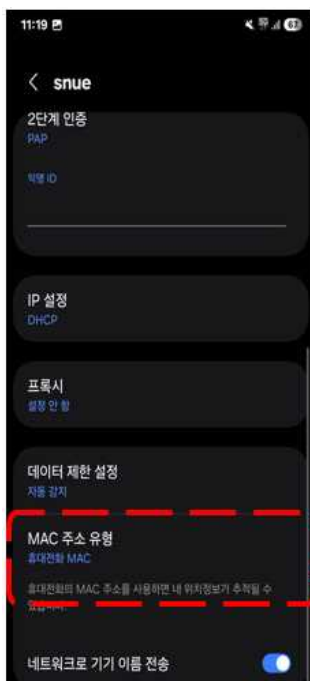 11:19
63
snue
2단계 인증
PAP
익명 ID
IP 설정
DHCP
프록시
설정 안 함
데이터 제한 설정
자동 감지
MAC 주소 유형
휴대전화 MAC
휴대전화의 MAC 주소를 사용하면 내 위치정보가 추적될 수
있습니다.
네트워크로 기기 이름 전송